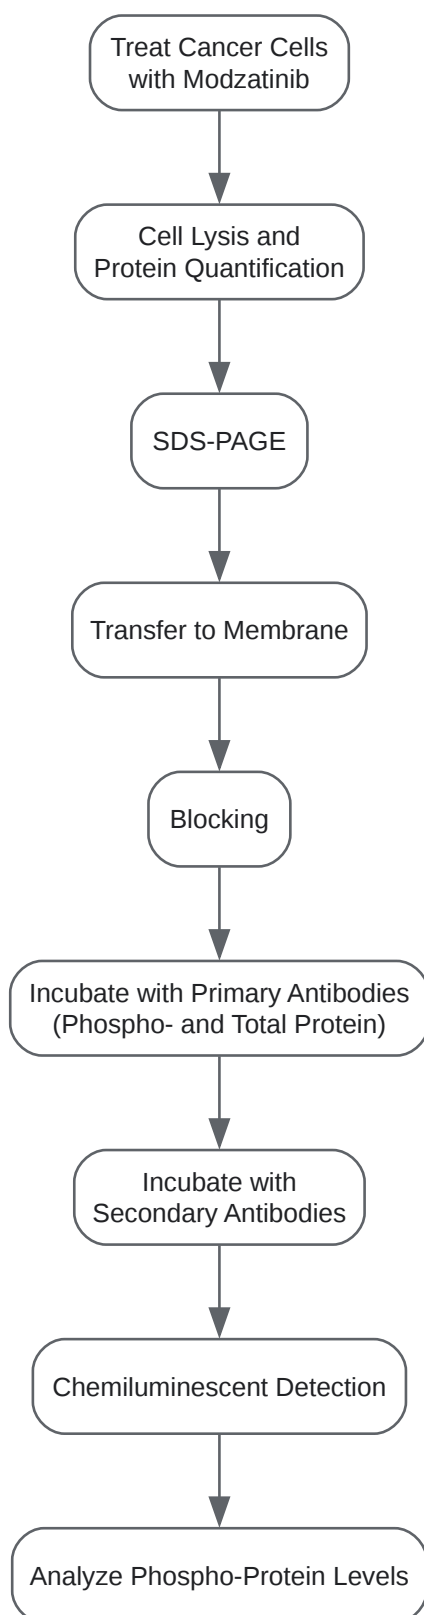 Treat Cancer Cells
with Modzatinib
Cell Lysis and
Protein Quantification
SDS-PAGE
Transfer to Membrane
Blocking
Incubate with Primary Antibodies
(Phospho- and Total Protein)
Incubate with
Secondary Antibodies
Chemiluminescent Detection
Analyze Phospho-Protein Levels